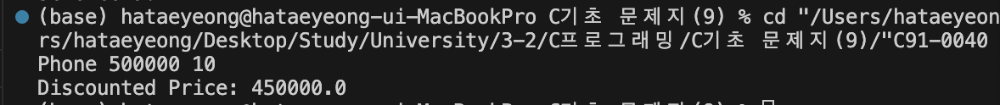 (base) hataeyeong@hataeyeong-ui-MacBookPro C기초 문제지(9) % cd "/Users/hataeyeon
rs/hataeyeong/Desktop/Study/University/3-2/C프로그래밍/C기초 문제지(9)/"C91-0040
Phone 500000 10
Discounted Price: 450000.0